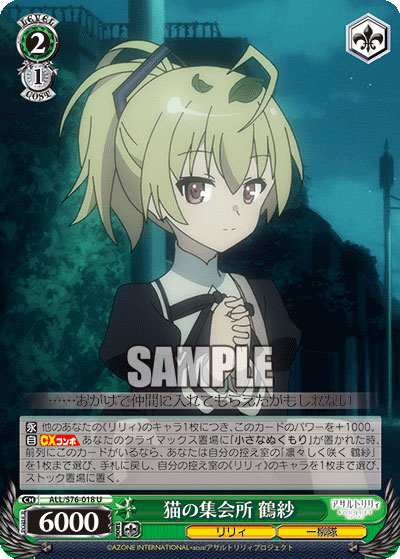 LEVEL
2
1
COST
SAMPLE
……おかげで仲間に入れてもらえたかもしれない
永 他のあなたの《リリィ》のキャラ1枚につき、このカードのパワーを+1000。
自 CXコンボ あなたのクライマックス置場に「小さなぬくもり」が置かれた時、
前列にこのカードがいるなら、あなたは自分の控え室の「凛々しく咲く 鶴紗」
を1枚まで選び、手札に戻し、自分の控え室のキャラを1枚まで選び、
ストック置場に置く。
CH ALL/S76-018 U
猫の集会所 鶴紗
アサルトリリィ
BOUQUET
6000
リリィ
一柳隊
©AZONE INTERNATIONAL・acus/アサルトリリィプロジェクト